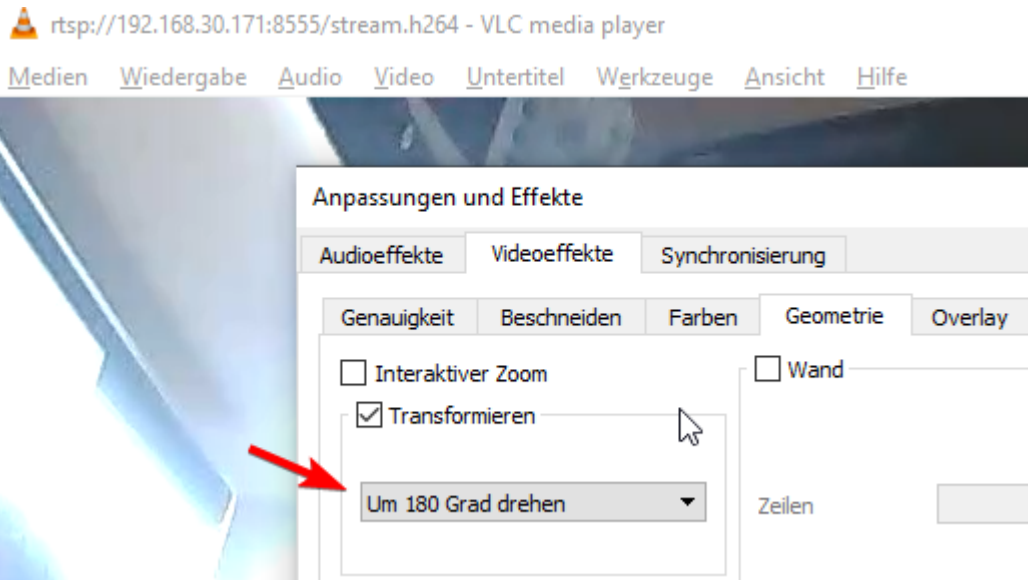 rtsp://192.168.30.171:8555/stream.h264 - VLC media player
Medien Wiedergabe Audio Video Untertitel Werkzeuge Ansicht Hilfe
Anpassungen und Effekte
Audioeffekte Videoeffekte Synchronisierung
Genauigkeit Beschneiden Farben Geometrie Overlay
Interaktiver Zoom
Wand
Transformieren
Um 180 Grad drehen
Zeilen